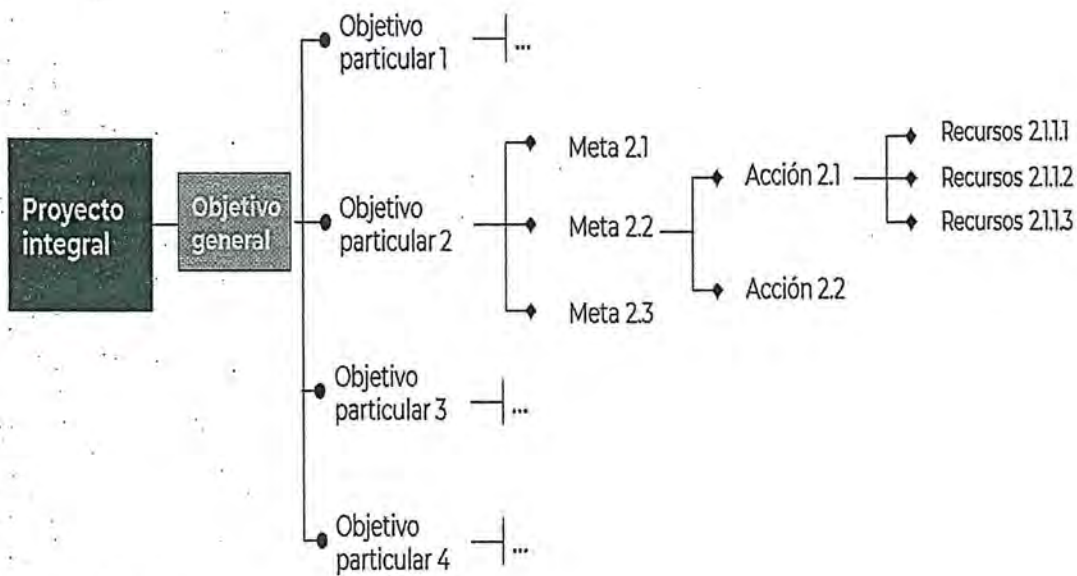 Proyecto
integral
Objetivo
general
Objetivo
particular 1
...
Objetivo
particular 2
Meta 2.1
Meta 2.2
Meta 2.3
Acción 2.1
Acción 2.2
Recursos 2.1.1.1
Recursos 2.1.1.2
Recursos 2.1.1.3
Objetivo
particular 3
...
Objetivo
particular 4
...